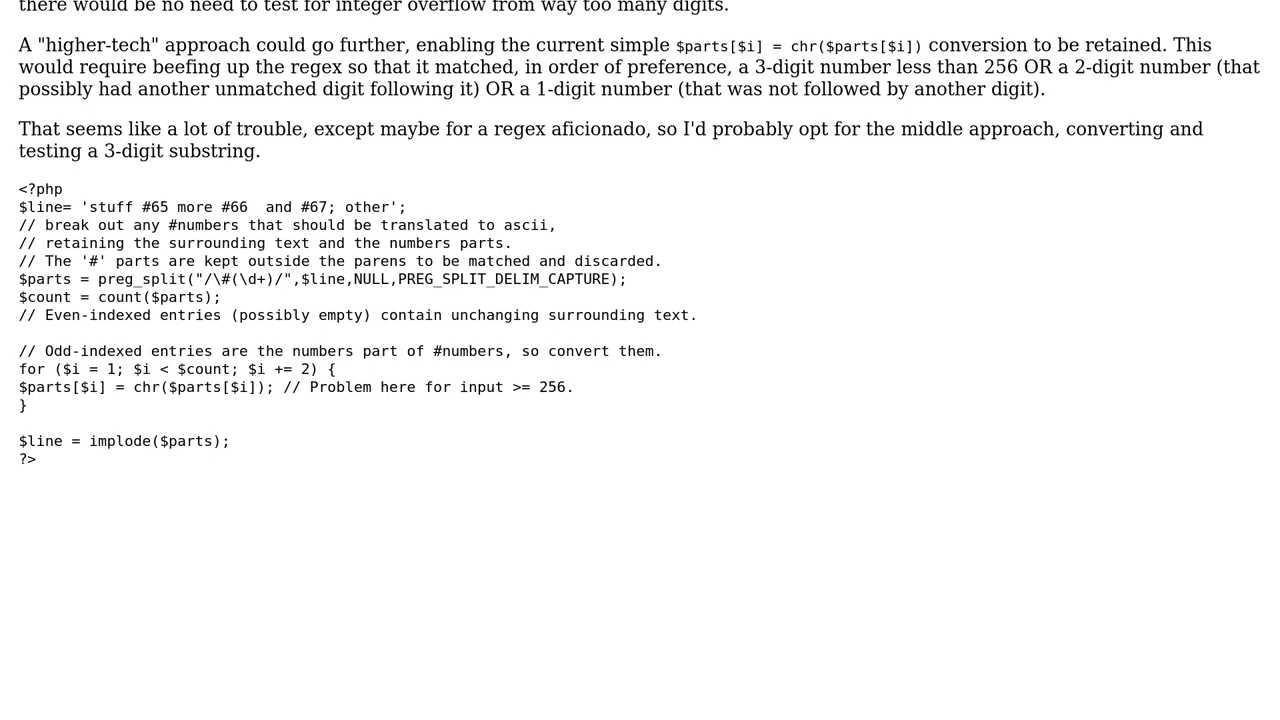 there would be no need to test for integer overflow from way too many digits.
A "higher-tech" approach could go further, enabling the current simple $parts[$i] = chr($parts[$i]) conversion to be retained. This
would require beefing up the regex so that it matched, in order of preference, a 3-digit number less than 256 OR a 2-digit number (that
possibly had another unmatched digit following it) OR a 1-digit number (that was not followed by another digit).
That seems like a lot of trouble, except maybe for a regex aficionado, so I'd probably opt for the middle approach, converting and
testing a 3-digit substring.
<?php
$line= 'stuff #65 more #66  and #67; other';
// break out any #numbers that should be translated to ascii,
// retaining the surrounding text and the numbers parts.
// The '#' parts are kept outside the parens to be matched and discarded.
$parts = preg_split("/\#(\d+)/",$line,NULL,PREG_SPLIT_DELIM_CAPTURE);
$count = count($parts);
// Even-indexed entries (possibly empty) contain unchanging surrounding text.
// Odd-indexed entries are the numbers part of #numbers, so convert them.
for ($i = 1; $i < $count; $i += 2) {
$parts[$i] = chr($parts[$i]); // Problem here for input >= 256.
}
$line = implode($parts);
?>